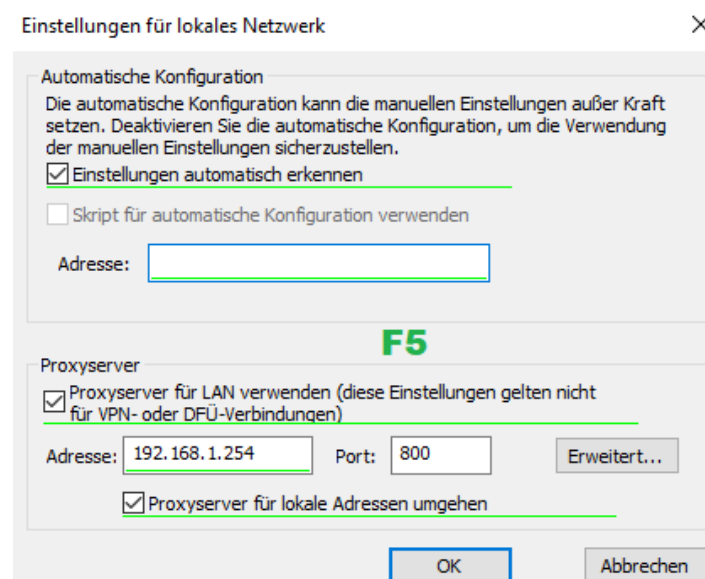 Einstellungen für lokales Netzwerk
Automatische Konfiguration
Die automatische Konfiguration kann die manuellen Einstellungen außer Kraft
setzen. Deaktivieren Sie die automatische Konfiguration, um die Verwendung
der manuellen Einstellungen sicherzustellen.
Einstellungen automatisch erkennen
Skript für automatische Konfiguration verwenden
Adresse:
F5
Proxyserver
Proxyserver für LAN verwenden (diese Einstellungen gelten nicht
für VPN- oder DFÜ-Verbindungen)
Adresse: 192.168.1.254 Port: 800 Erweitert...
Proxyserver für lokale Adressen umgehen
OK Abbrechen